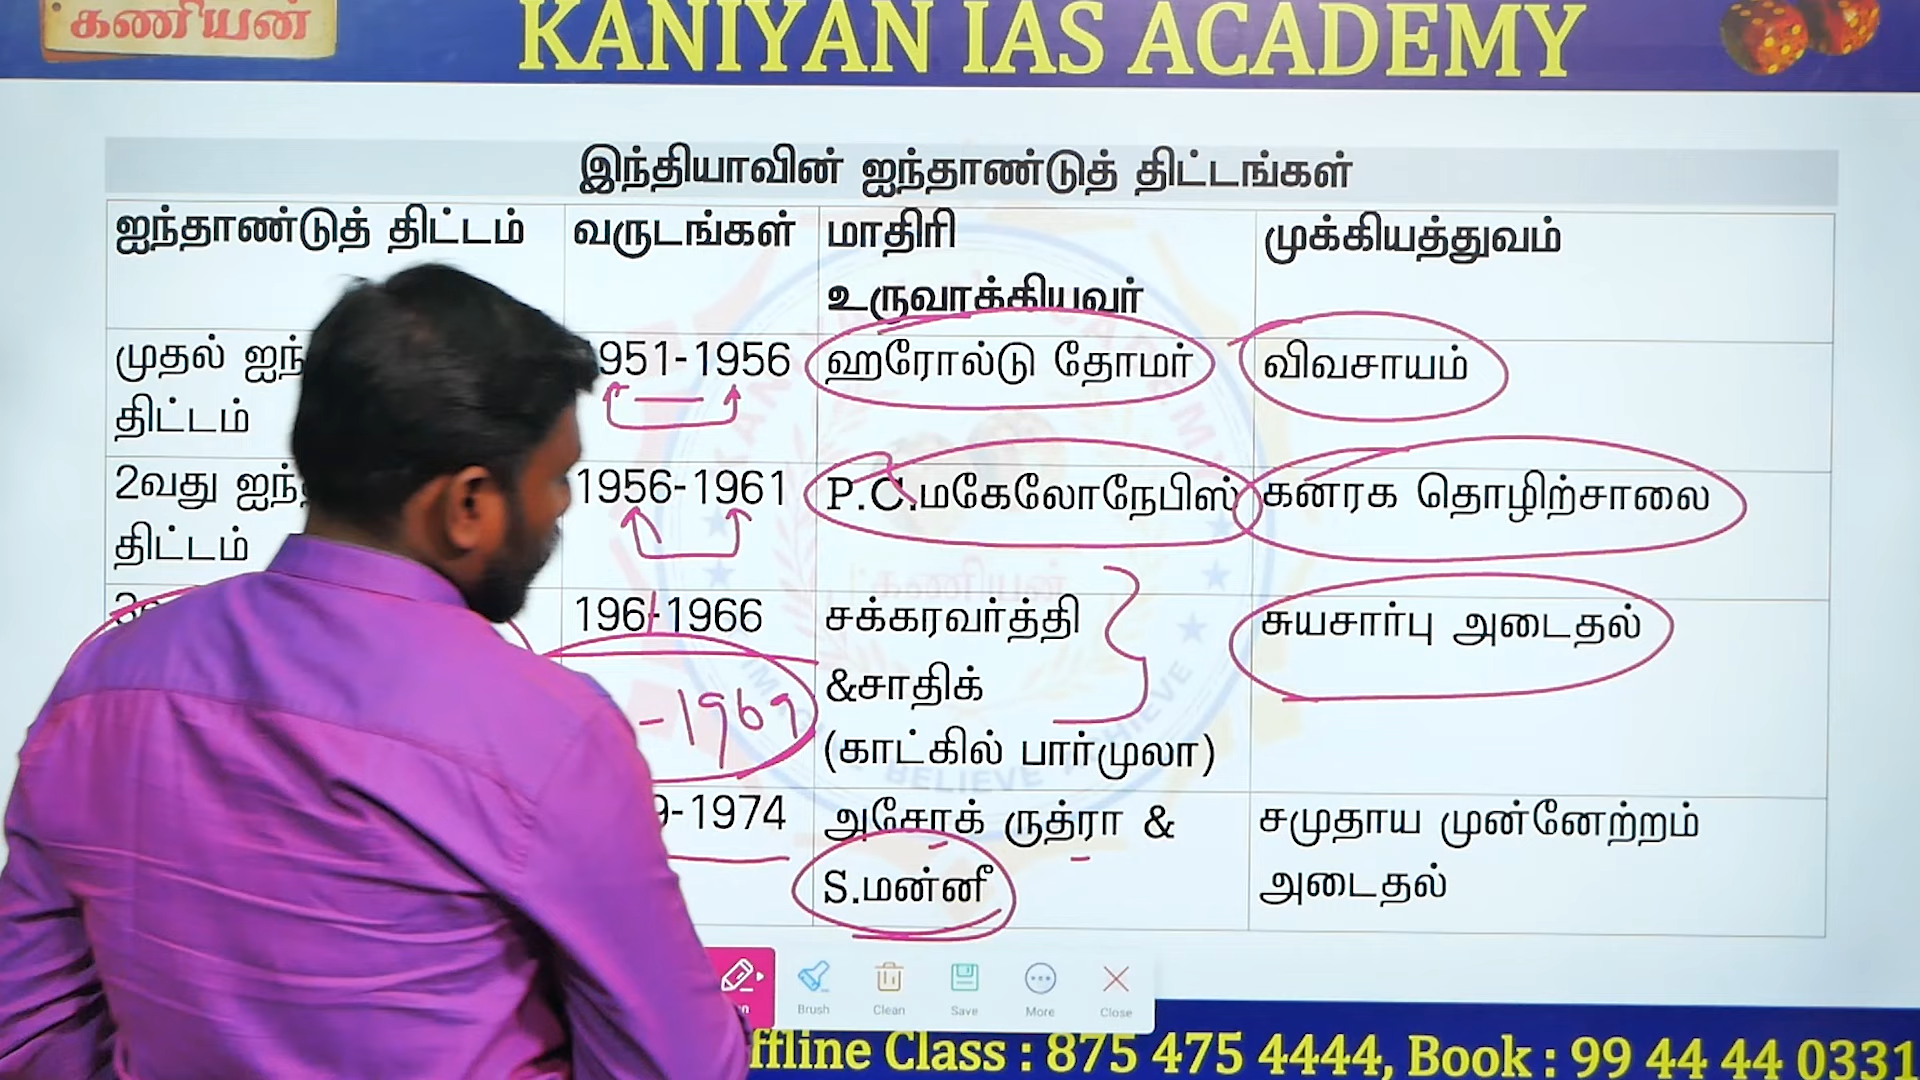 கணியன்
KANIYAN IAS ACADEMY
இந்தியாவின் ஐந்தாண்டுத் திட்டங்கள்
ஐந்தாண்டுத் திட்டம் வருடங்கள் மாதிரி உருவாக்கியவர் முக்கியத்துவம்
முதல்
திட்டம்
951-1956
ஹரோல்டு தோமர்
விவசாயம்
2வது
திட்டம்
1956-1961
P.C.மகேலோநேபிஸ்
கனரக தொழிற்சாலை
196 -1966
சக்கரவர்த்தி
&சாதிக்
(காட்கில் பார்முலா)
சுயசார்பு அடைதல்
-1969
9-1974
அசோக் ருத்ரா &
S.மன்னீ
சமுதாய முன்னேற்றம்
அடைதல்
Brush
Clean
Save
More
Close
ffline Class : 875 475 4444, Book : 99 44 44 0331